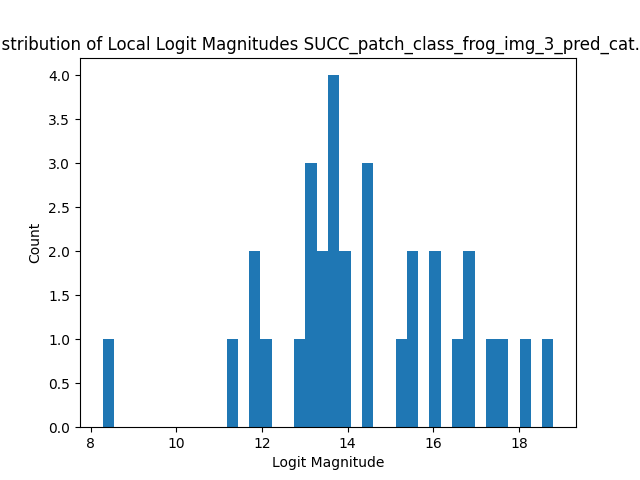 stribution of Local Logit Magnitudes SUCC_patch_class_frog_img_3_pred_cat.
4.0
3.5
3.0
2.5
2.0
1.5
1.0
0.5
0.0
Count
8 10 12 14 16 18
Logit Magnitude